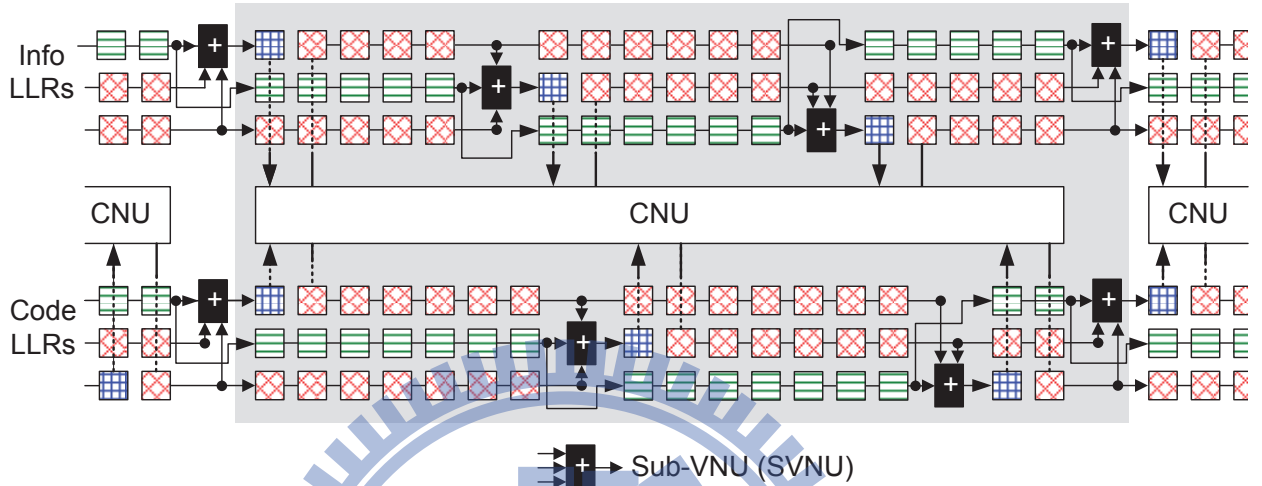 Info
LLRs
CNU
CNU
CNU
Code
LLRs
+
+
+
+
+
+
+
+
+ Sub-VNU (SVNU)